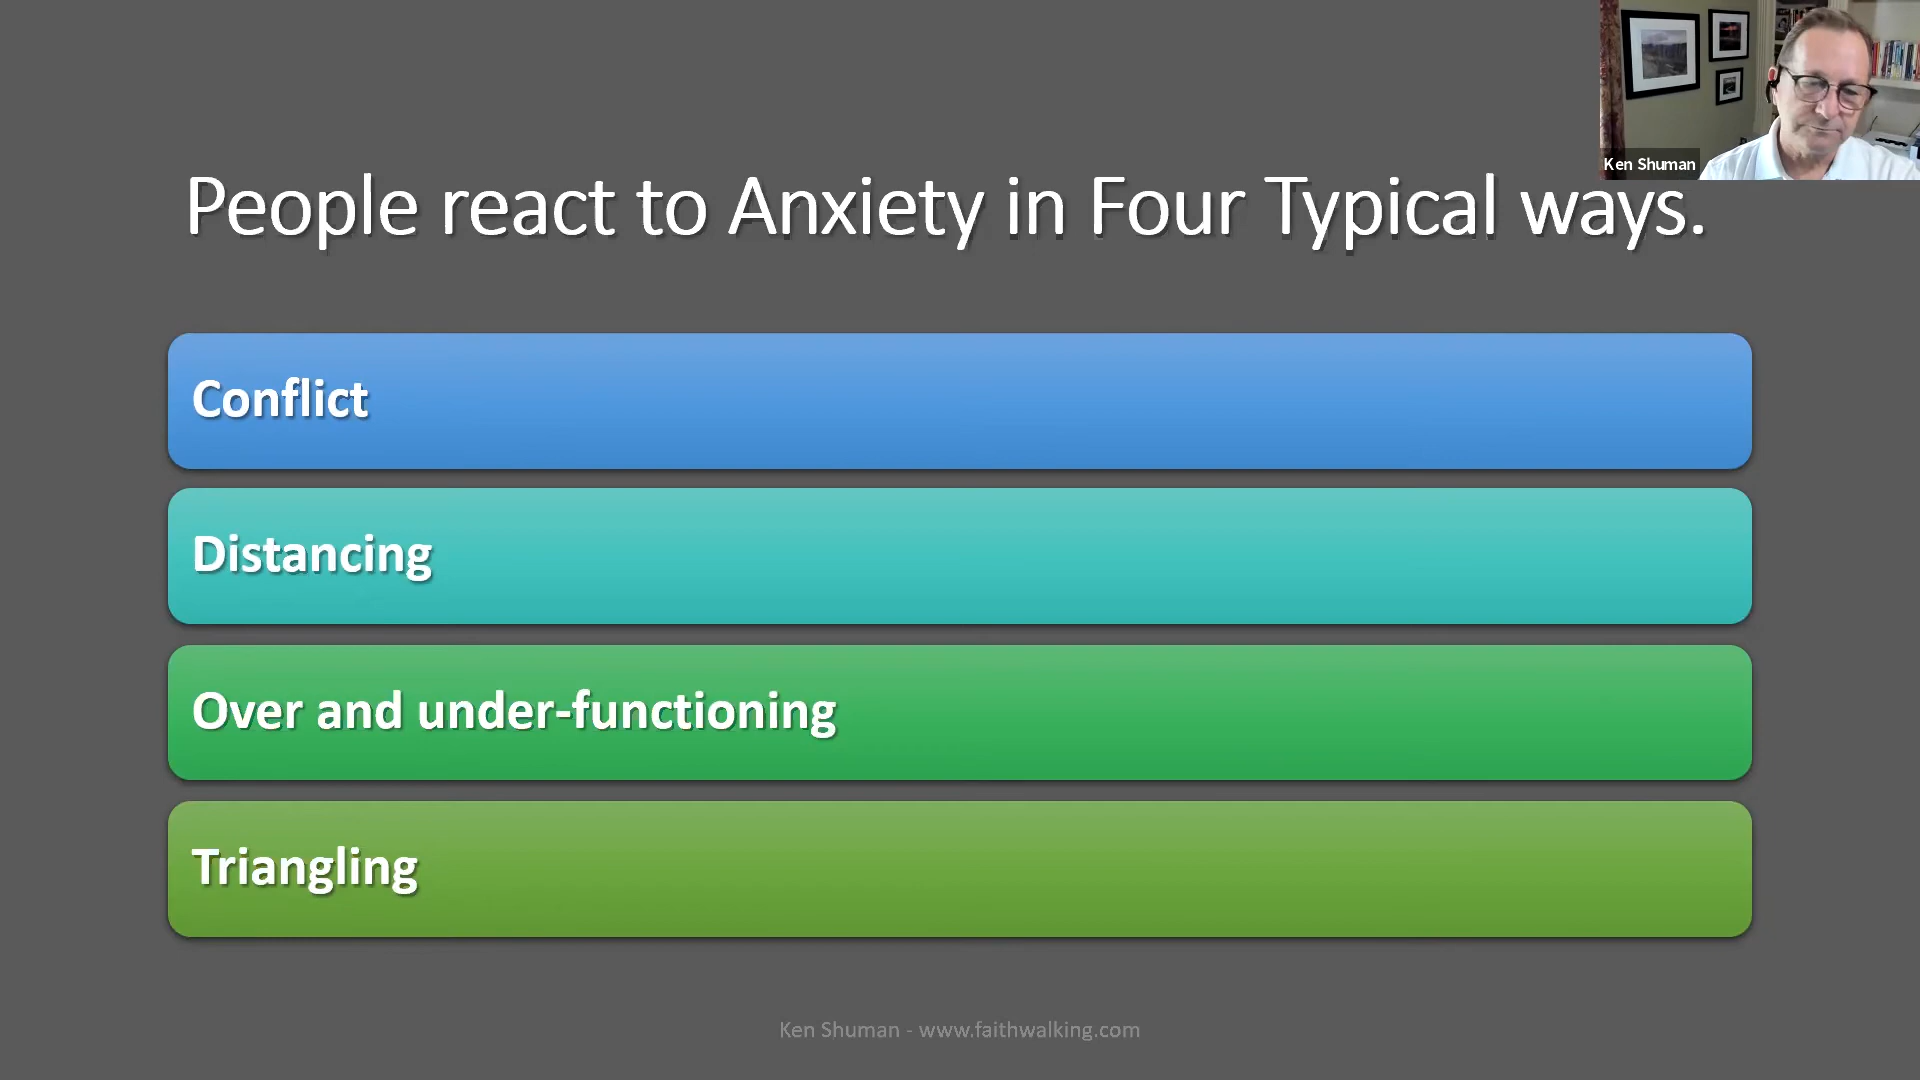 Ken Shuman
People react to Anxiety in Four Typical ways.
Conflict
Distancing
Over and under-functioning
Triangling
Ken Shuman - www.faithwalking.com